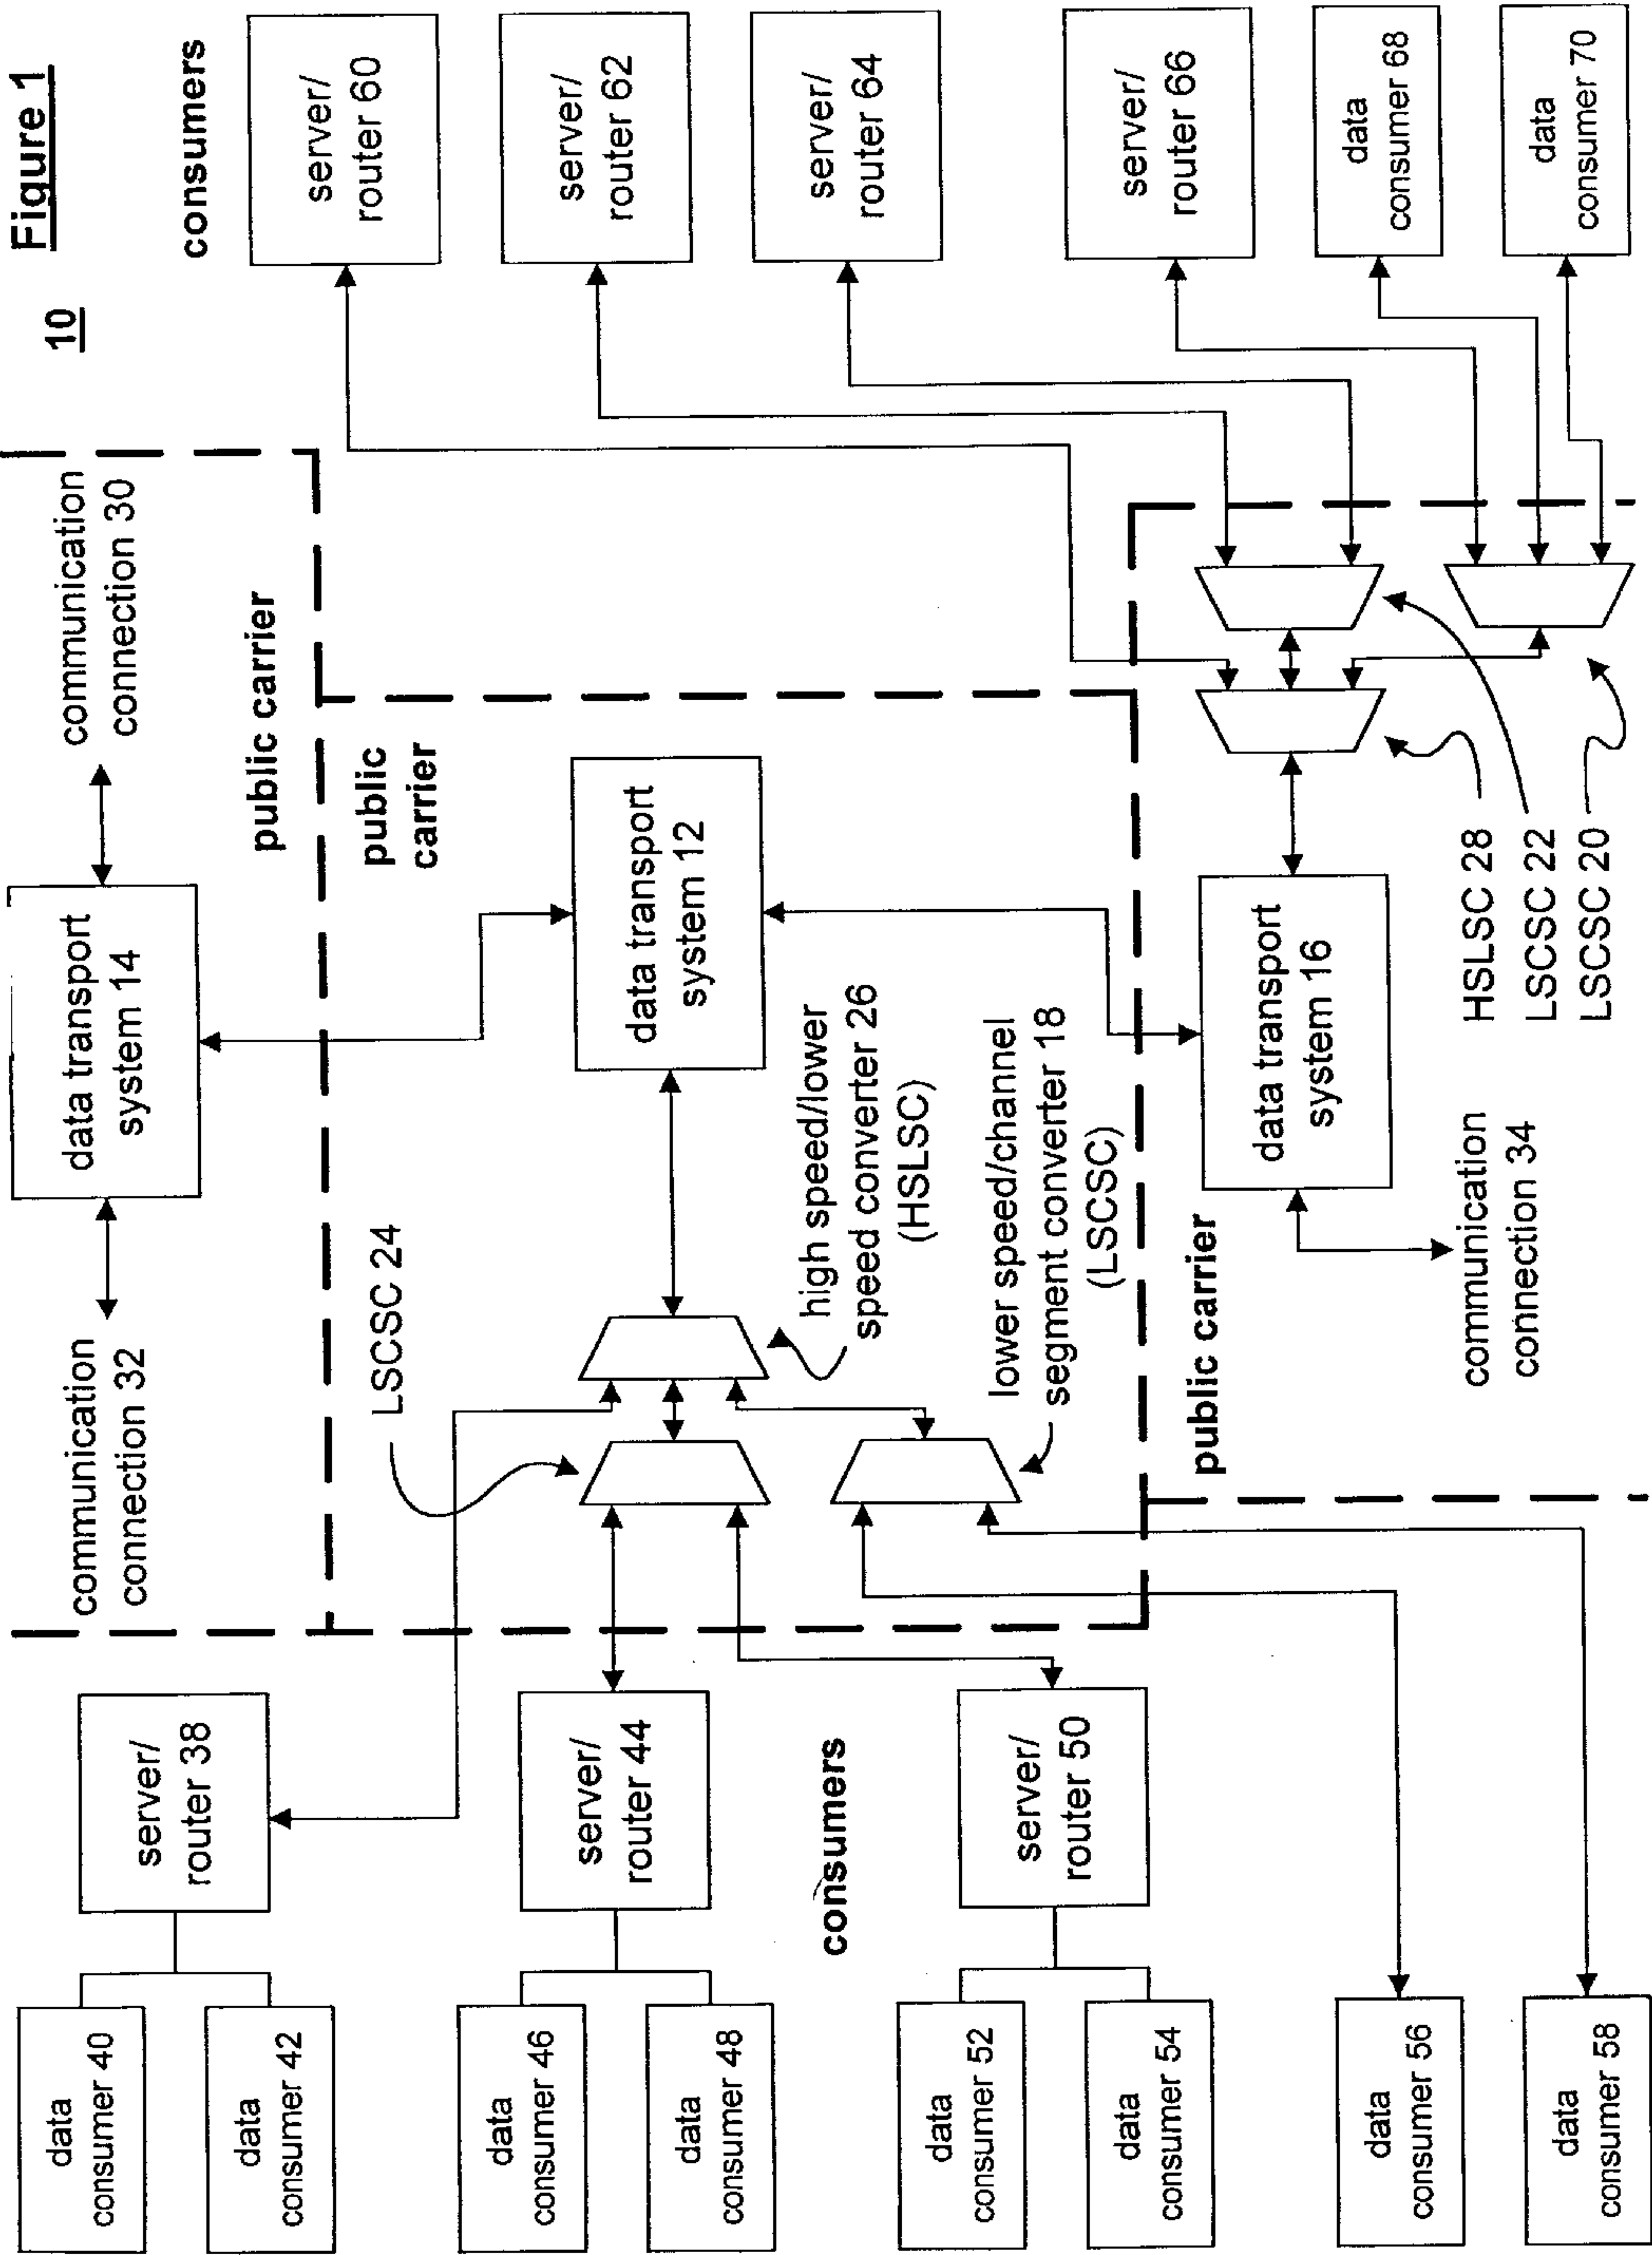 Figure 1
10
communication
connection 32
data transport
system 14
communication
connection 30
public carrier
consumers
data
consumer 40
data
consumer 42
server/
router 38
data
consumer 46
data
consumer 48
server/
router 44
consumers
data
consumer 52
data
consumer 54
server/
router 50
data
consumer 56
data
consumer 58
LSCSC 24
high speed/lower
speed converter 26
(HSLSC)
lower speed/channel
segment converter 18
(LSCSC)
public
carrier
data transport
system 12
public carrier
data transport
system 16
communication
connection 34
HSLSC 28
LSCSC 22
LSCSC 20
server/
router 60
server/
router 62
server/
router 64
server/
router 66
data
consumer 68
data
consumer 70